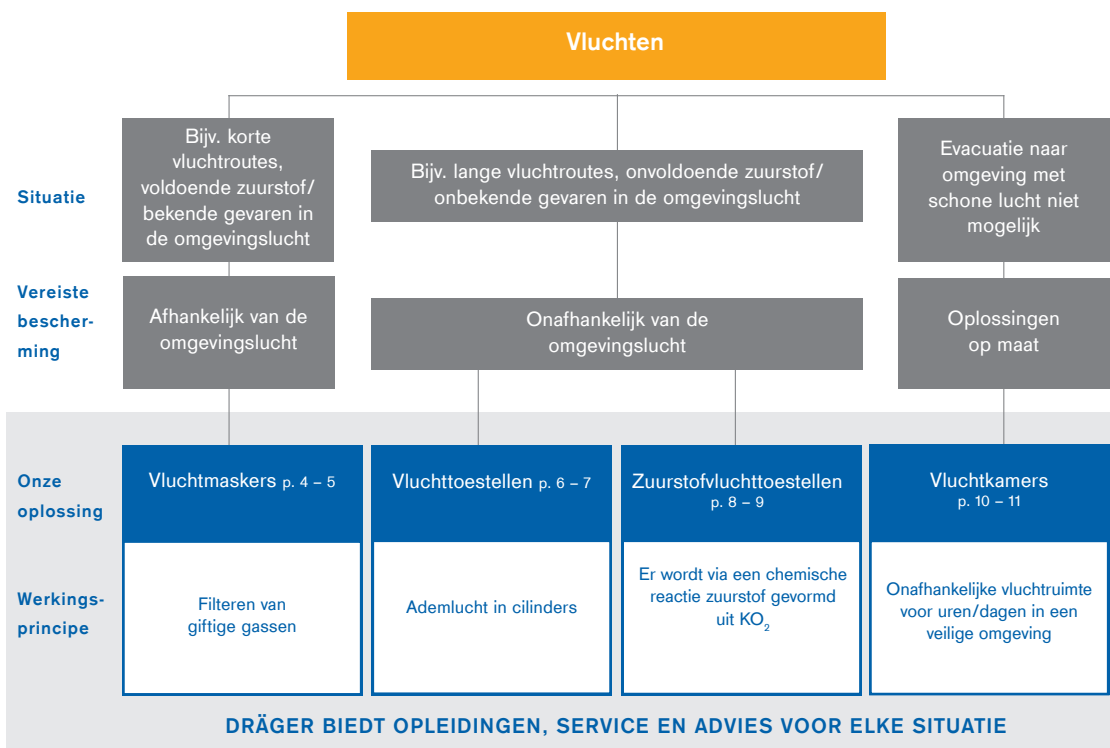 Vluchten
Situatie
Bijv. korte
vluchtroutes,
voldoende zuurstof/
bekende gevaren in
de omgevingslucht
Bijv. lange vluchtroutes, onvoldoende zuurstof/
onbekende gevaren in de omgevingslucht
Evacuatie naar
omgeving met
schone lucht niet
mogelijk
Vereiste
bescher-
ming
Afhankelijk van de
omgevingslucht
Onafhankelijk van de
omgevingslucht
Oplossingen
op maat
Onze
oplossing
Vluchtmaskers p. 4 – 5
Vluchttoestellen p. 6 – 7
Zuurstofvluchttoestellen
p. 8 – 9
Vluchtkamers
p. 10 – 11
Werkings-
principe
Filteren van
giftige gassen
Ademlucht in cilinders
Er wordt via een chemische
reactie zuurstof gevormd
uit KO₂
Onafhankelijke vluchtruimte
voor uren/dagen in een
veilige omgeving
DRÄGER BIEDT OPLEIDINGEN, SERVICE EN ADVIES VOOR ELKE SITUATIE